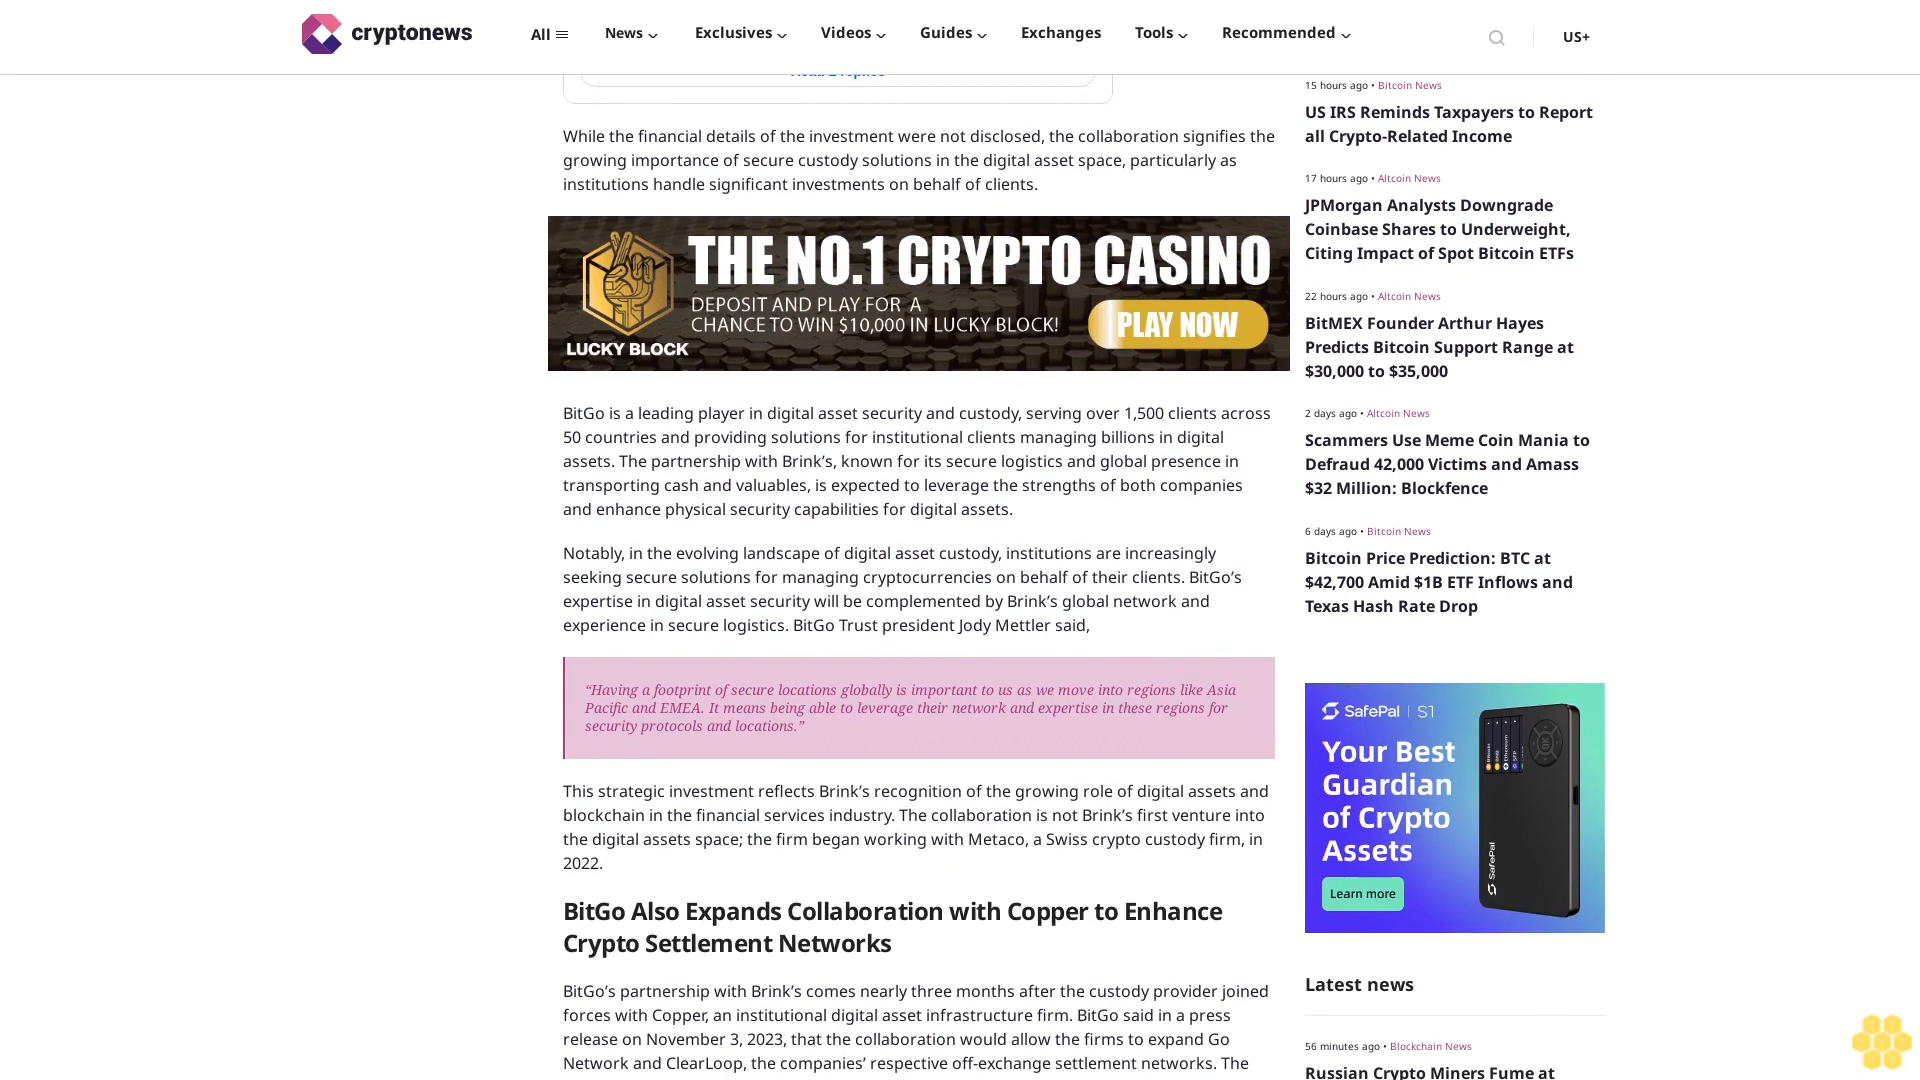 cryptonews
All
News
Exclusives
Videos
Guides
Exchanges
Tools
Recommended
US+
While the financial details of the investment were not disclosed, the collaboration signifies the
growing importance of secure custody solutions in the digital asset space, particularly as
institutions handle significant investments on behalf of clients.
THE NO.1 CRYPTO CASINO
DEPOSIT AND PLAY FOR A
CHANCE TO WIN $10,000 IN LUCKY BLOCK!
PLAY NOW
LUCKY BLOCK
BitGo is a leading player in digital asset security and custody, serving over 1,500 clients across
50 countries and providing solutions for institutional clients managing billions in digital
assets. The partnership with Brink’s, known for its secure logistics and global presence in
transporting cash and valuables, is expected to leverage the strengths of both companies
and enhance physical security capabilities for digital assets.
Notably, in the evolving landscape of digital asset custody, institutions are increasingly
seeking secure solutions for managing cryptocurrencies on behalf of their clients. BitGo’s
expertise in digital asset security will be complemented by Brink’s global network and
experience in secure logistics. BitGo Trust president Jody Mettler said,
“Having a footprint of secure locations globally is important to us as we move into regions like Asia
Pacific and EMEA. It means being able to leverage their network and expertise in these regions for
security protocols and locations.”
This strategic investment reflects Brink’s recognition of the growing role of digital assets and
blockchain in the financial services industry. The collaboration is not Brink’s first venture into
the digital assets space; the firm began working with Metaco, a Swiss crypto custody firm, in
2022.
BitGo Also Expands Collaboration with Copper to Enhance
Crypto Settlement Networks
BitGo’s partnership with Brink’s comes nearly three months after the custody provider joined
forces with Copper, an institutional digital asset infrastructure firm. BitGo said in a press
release on November 3, 2023, that the collaboration would allow the firms to expand Go
Network and ClearLoop, the companies’ respective off-exchange settlement networks. The
15 hours ago • Bitcoin News
US IRS Reminds Taxpayers to Report
all Crypto-Related Income
17 hours ago • Altcoin News
JPMorgan Analysts Downgrade
Coinbase Shares to Underweight,
Citing Impact of Spot Bitcoin ETFs
22 hours ago • Altcoin News
BitMEX Founder Arthur Hayes
Predicts Bitcoin Support Range at
$30,000 to $35,000
2 days ago • Altcoin News
Scammers Use Meme Coin Mania to
Defraud 42,000 Victims and Amass
$32 Million: Blockfence
6 days ago • Bitcoin News
Bitcoin Price Prediction: BTC at
$42,700 Amid $1B ETF Inflows and
Texas Hash Rate Drop
SafePal | S1
Your Best
Guardian
of Crypto
Assets
Learn more
SafePal
Latest news
56 minutes ago • Blockchain News
Russian Crypto Miners Fume at